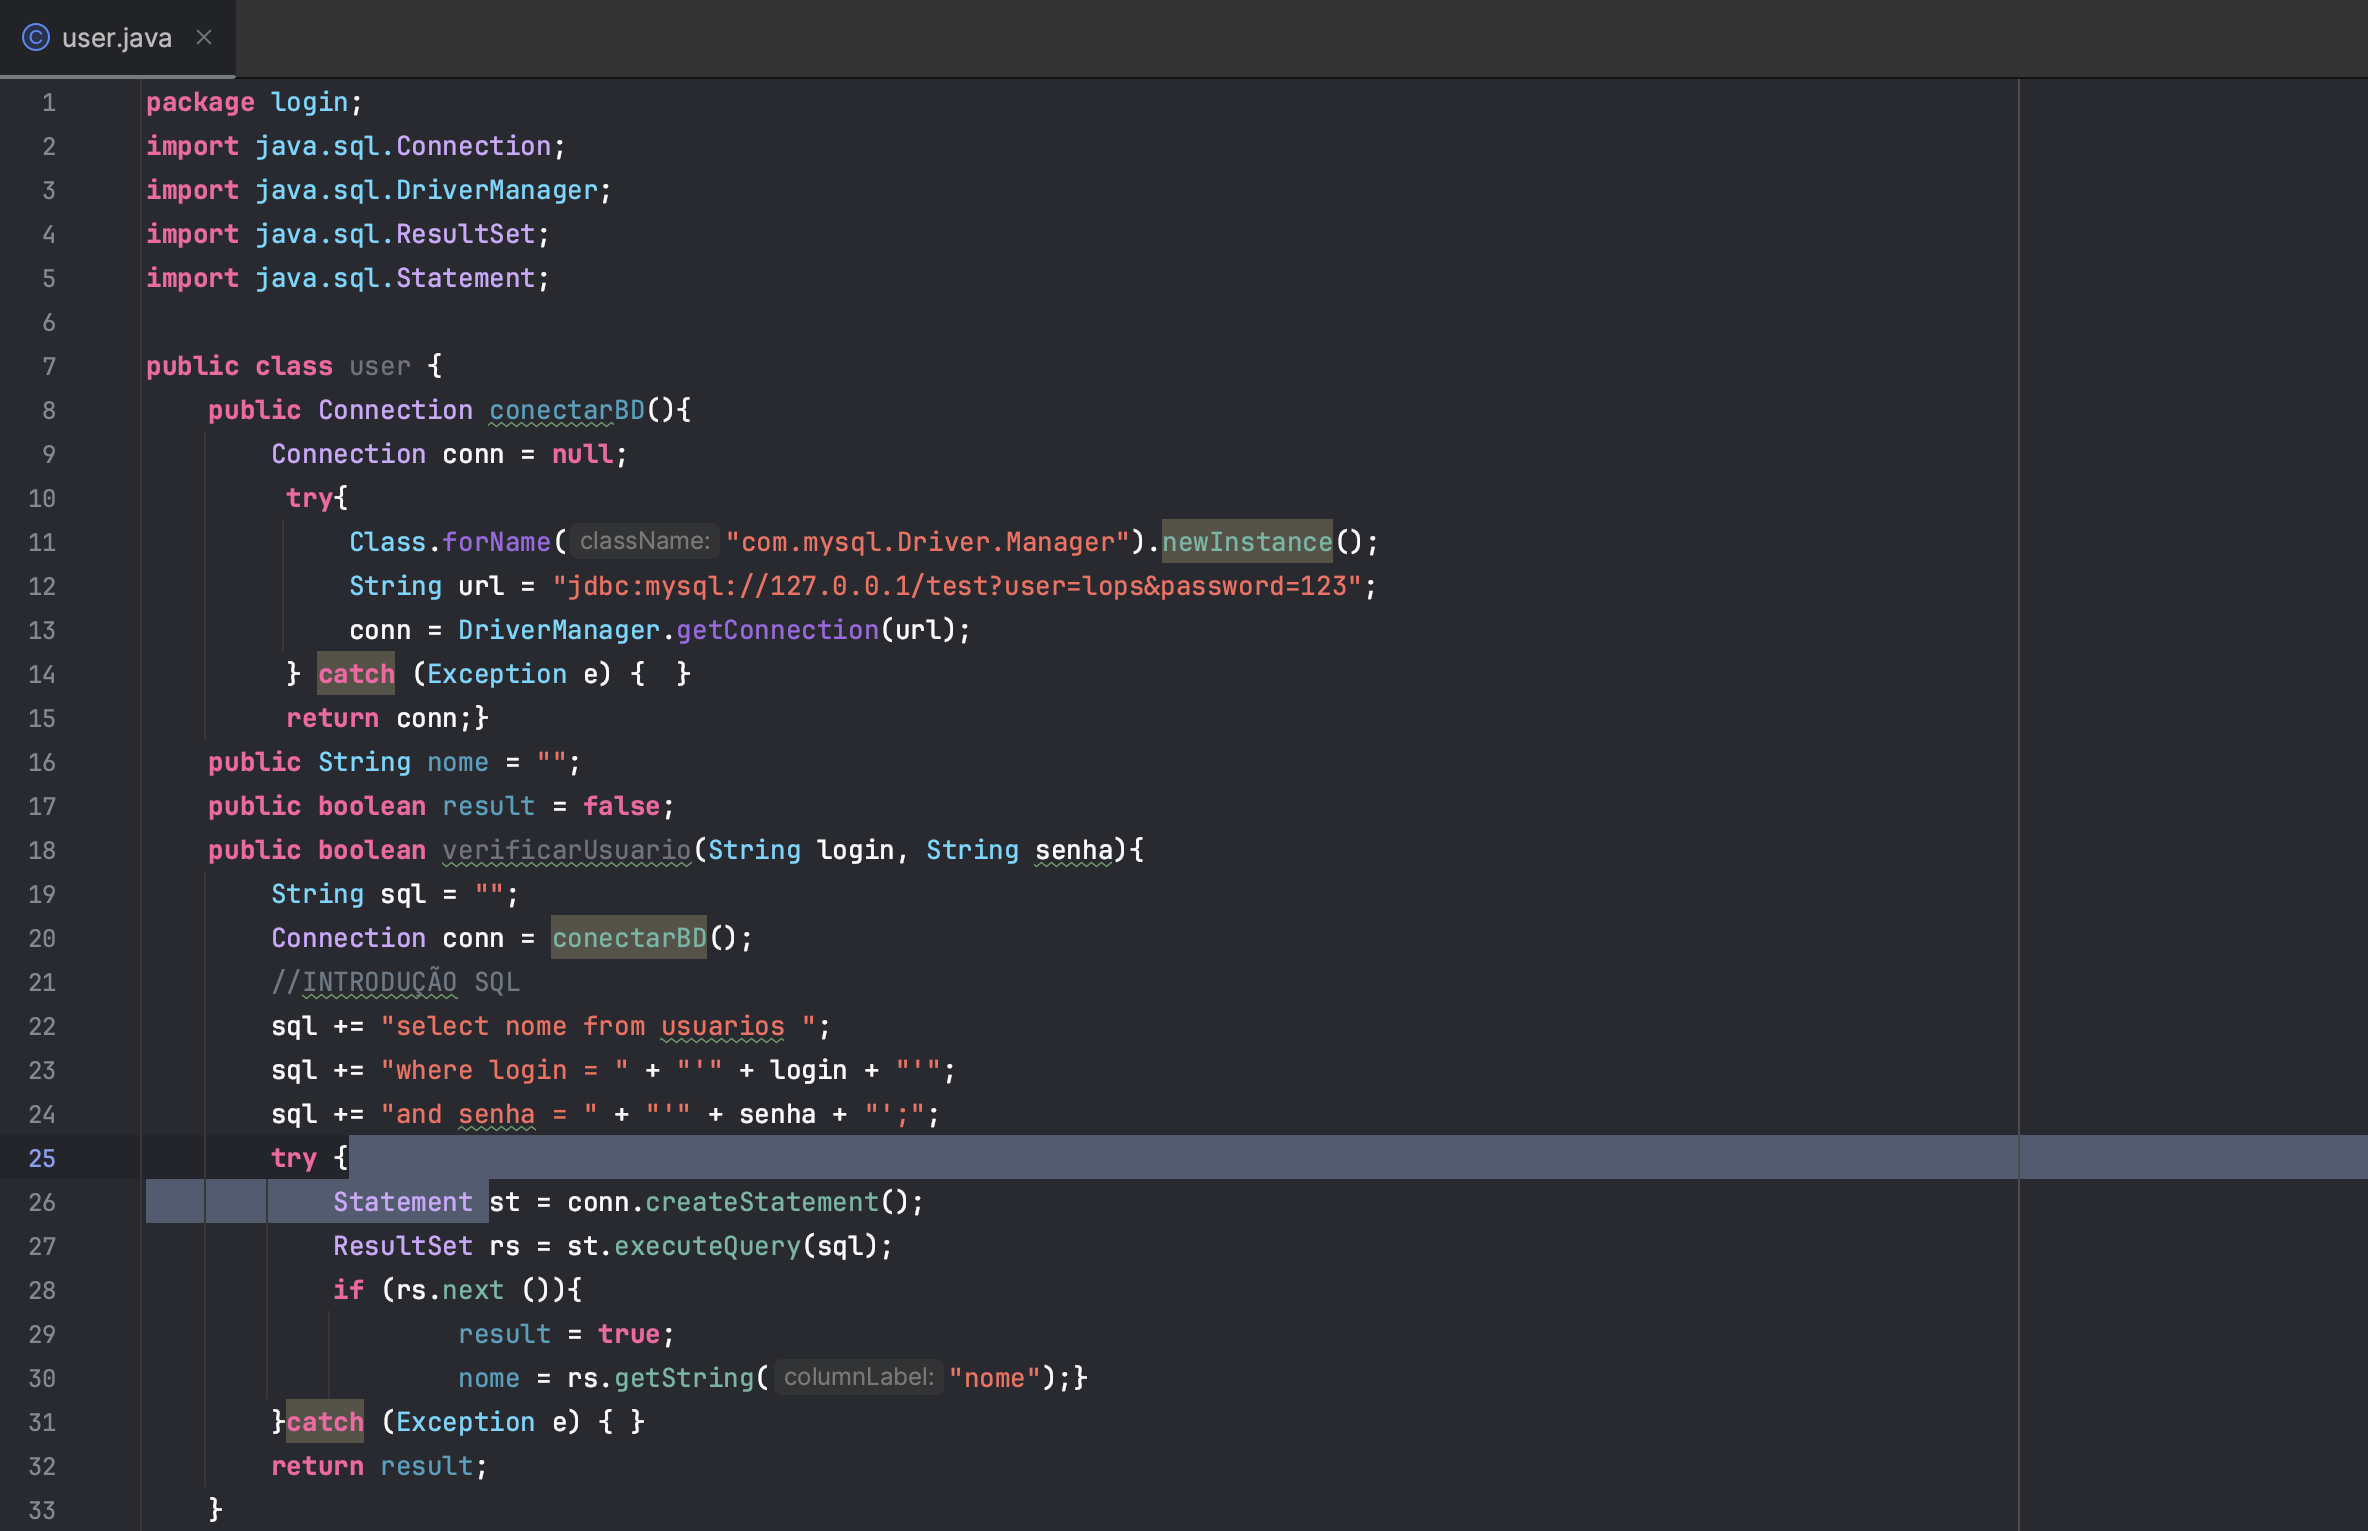 user.java
1 package login;
2 import java.sql.Connection;
3 import java.sql.DriverManager;
4 import java.sql.ResultSet;
5 import java.sql.Statement;
6
7 public class user {
8 public Connection conectarBD(){
9 Connection conn = null;
10 try{
11 Class.forName( className: "com.mysql.Driver.Manager").newInstance();
12 String url = "jdbc:mysql://127.0.0.1/test?user=lops&password=123";
13 conn = DriverManager.getConnection(url);
14 } catch (Exception e) {  }
15 return conn;}
16 public String nome = "";
17 public boolean result = false;
18 public boolean verificarUsuario(String login, String senha){
19 String sql = "";
20 Connection conn = conectarBD();
21 //INTRODUÇÃO SQL
22 sql += "select nome from usuarios ";
23 sql += "where login = " + "'" + login + "'";
24 sql += "and senha = " + "'" + senha + "';";
25 try {
26 Statement st = conn.createStatement();
27 ResultSet rs = st.executeQuery(sql);
28 if (rs.next ()){
29 result = true;
30 nome = rs.getString( columnLabel: "nome");}
31 }catch (Exception e) { }
32 return result;
33 }